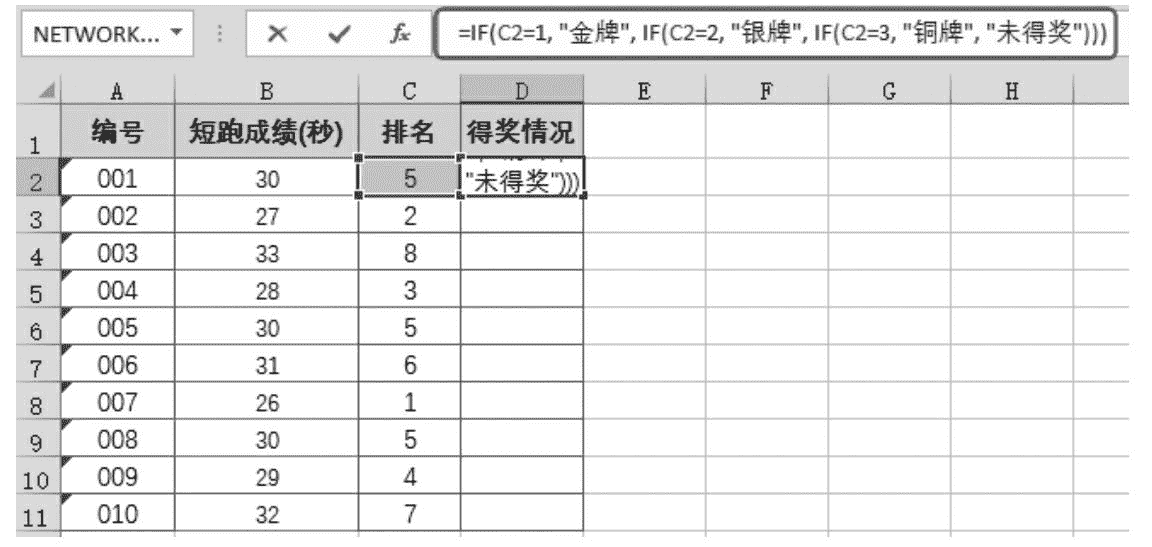 NETWORK... =IF(C2=1, "金牌", IF(C2=2, "银牌", IF(C2=3, "铜牌", "未得奖")))
A B C D E F G H
1 编号 短跑成绩(秒) 排名 得奖情况
2 001 30 5 "未得奖")))
3 002 27 2
4 003 33 8
5 004 28 3
6 005 30 5
7 006 31 6
8 007 26 1
9 008 30 5
10 009 29 4
11 010 32 7